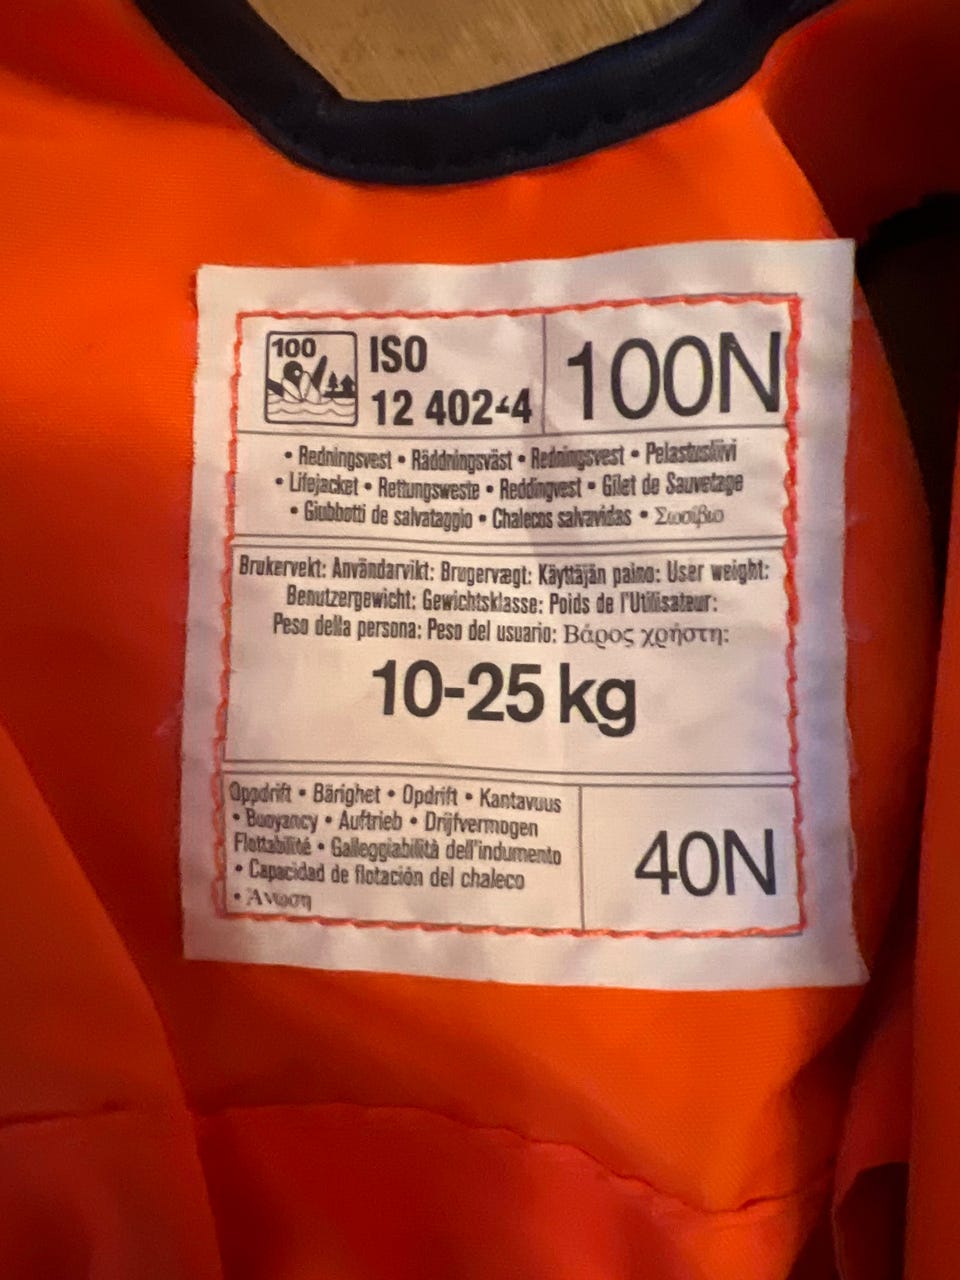 100
ISO
12 402-4
100N
• Redningsvest • Räddningsväst • Redningsvest • Pelastusliivi
• Lifejacket • Rettungsweste • Reddingvest • Gilet de Sauvetage
• Giubbotti de salvataggio • Chalecos salvavidas • Σωσίβιο
Brukervekt: Användarvikt: Brugervægt: Käyttäjän paino: User weight:
Benutzergewicht: Gewichtsklasse: Poids de l'Utilisateur:
Peso della persona: Peso del usuario: Βάρος χρήστη:
10-25 kg
Oppdrift • Bärighet • Opdrift • Kantavuus
• Buoyancy • Auftrieb • Drijfvermogen
Flottabilité • Galleggiabilità dell'indumento
• Capacidad de flotación del chaleco
• Άνωση
40N